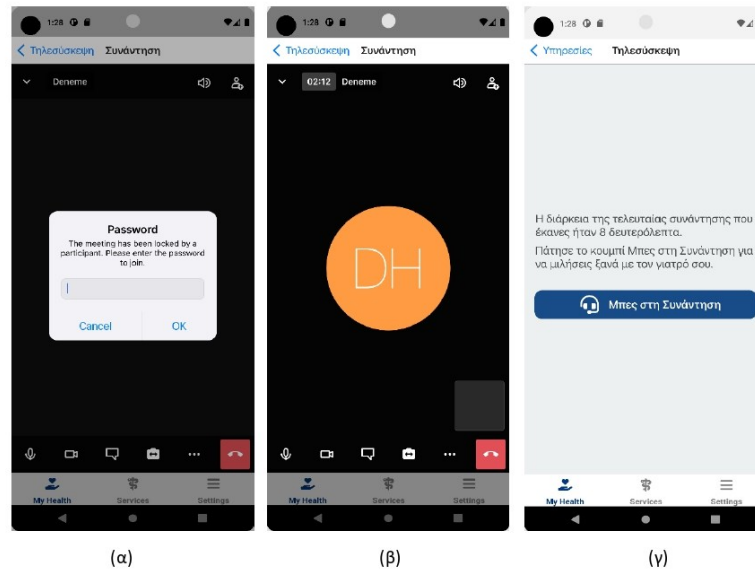 1:28
Τηλεσύσκεψη Συνάντηση
Deneme
Password
The meeting has been locked by a
participant. Please enter the password
to join.
Cancel OK
My Health Services Settings
(α)
1:28
Τηλεσύσκεψη Συνάντηση
02:12 Deneme
DH
My Health Services Settings
(β)
1:28
Υπηρεσίες Τηλεσύσκεψη
Η διάρκεια της τελευταίας συνάντησης που
έκανες ήταν 8 δευτερόλεπτα.
Πάτησε το κουμπί Μπες στη Συνάντηση για
να μιλήσεις ξανά με τον γιατρό σου.
Μπες στη Συνάντηση
My Health Services Settings
(γ)